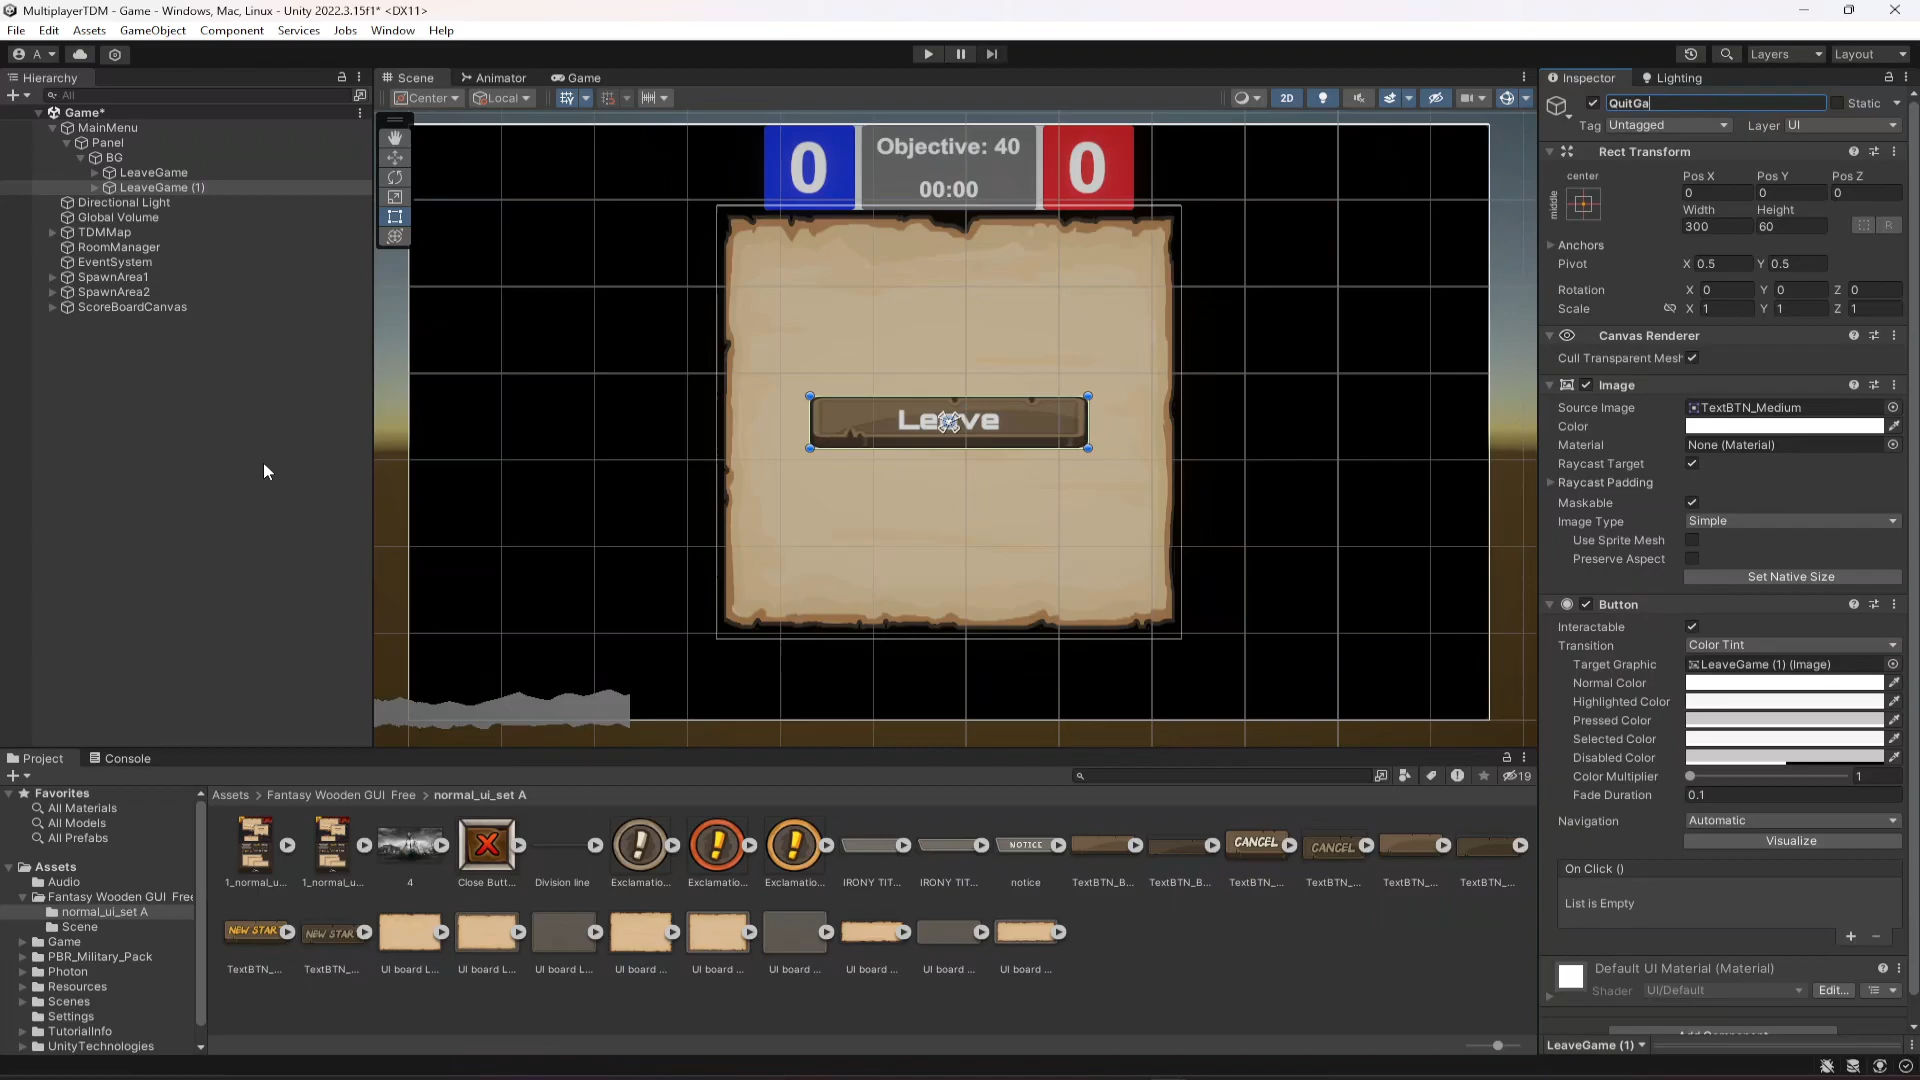 MultiplayerTDM - Game - Windows, Mac, Linux - Unity 2022.3.15f1* <DX11>
File Edit Assets GameObject Component Services Jobs Window Help
A Layers Layout
Hierarchy
All
Game*
MainMenu
Panel
BG
LeaveGame
LeaveGame (1)
Directional Light
Global Volume
TDMMap
RoomManager
EventSystem
SpawnArea1
SpawnArea2
ScoreBoardCanvas
Scene Animator Game
Center Local 2D
0 Objective: 40 0
00:00
Leave
Inspector Lighting
QuitGa Static
Tag Untagged Layer UI
Rect Transform
center Pos X Pos Y Pos Z
middle 0 0 0
Width Height
300 60 R
Anchors
Pivot X 0.5 Y 0.5
Rotation X 0 Y 0 Z 0
Scale X 1 Y 1 Z 1
Canvas Renderer
Cull Transparent Mesh
Image
Source Image TextBTN_Medium
Color
Material None (Material)
Raycast Target
Raycast Padding
Maskable
Image Type Simple
Use Sprite Mesh
Preserve Aspect
Set Native Size
Button
Interactable
Transition Color Tint
Target Graphic LeaveGame (1) (Image)
Normal Color
Highlighted Color
Pressed Color
Selected Color
Disabled Color
Color Multiplier 1
Fade Duration 0.1
Navigation Automatic
Visualize
On Click ()
List is Empty
Default UI Material (Material)
Shader UI/Default Edit...
LeaveGame (1)
Project Console
19
Favorites
All Materials
All Models
All Prefabs
Assets
Audio
Fantasy Wooden GUI Free
normal_ui_set A
Scene
Game
PBR_Military_Pack
Photon
Resources
Scenes
Settings
TutorialInfo
UnityTechnologies
Assets > Fantasy Wooden GUI Free > normal_ui_set A
NOTICE CANCEL CANCEL
1_normal_u... 1_normal_u... 4 Close Butt... Division line Exclamatio... Exclamatio... Exclamatio... IRONY TIT... IRONY TIT... notice TextBTN_B... TextBTN_B... TextBTN_... TextBTN_... TextBTN_... TextBTN_...
NEW STAR NEW STAR
TextBTN_... TextBTN_... UI board L... UI board L... UI board L... UI board ... UI board ... UI board ... UI board ... UI board ... UI board ...